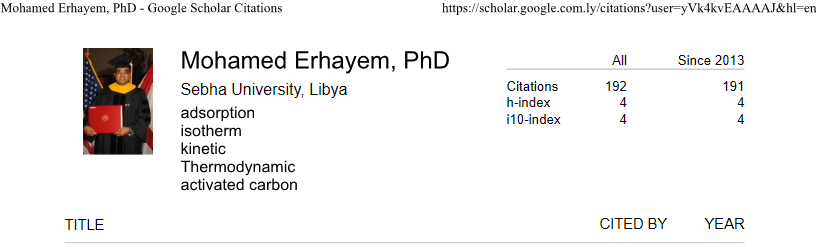 Mohamed Erhayem, PhD - Google Scholar Citations https://scholar.google.com.ly/citations?user=yVk4kvEAAAAJ&hl=en
Mohamed Erhayem, PhD
Sebha University, Libya
adsorption
isotherm
kinetic
Thermodynamic
activated carbon
All Since 2013
Citations 192 191
h-index 4 4
i10-index 4 4
TITLE CITED BY YEAR